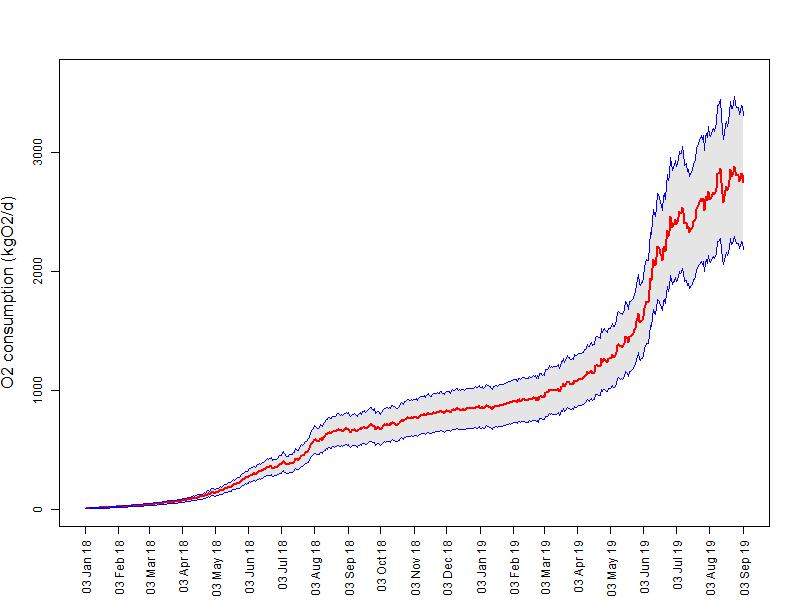 O2 consumption (kgO2/d)
3000
2000
1000
0
03 Jan 18
03 Feb 18
03 Mar 18
03 Apr 18
03 May 18
03 Jun 18
03 Jul 18
03 Aug 18
03 Sep 18
03 Oct 18
03 Nov 18
03 Dec 18
03 Jan 19
03 Feb 19
03 Mar 19
03 Apr 19
03 May 19
03 Jun 19
03 Jul 19
03 Aug 19
03 Sep 19